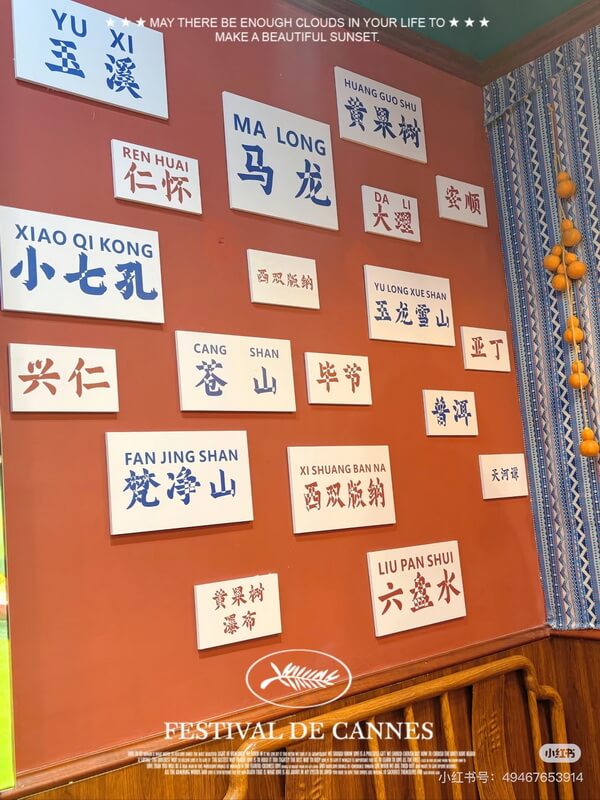 ★ ★ ★ MAY THERE BE ENOUGH CLOUDS IN YOUR LIFE TO ★ ★ ★
MAKE A BEAUTIFUL SUNSET.
YU XI
玉溪
HUANG GUO SHU
黄果树
MA LONG
马龙
REN HUAI
仁怀
DA LI
大理
安顺
XIAO QI KONG
小七孔
西双版纳
YU LONG XUE SHAN
玉龙雪山
亚丁
兴仁
CANG SHAN
苍山
毕节
普洱
FAN JING SHAN
梵净山
XI SHUANG BAN NA
西双版纳
天河潭
黄果树
瀑布
LIU PAN SHUI
六盘水
FESTIVAL DE CANNES
小红书
小红书号：49467653914